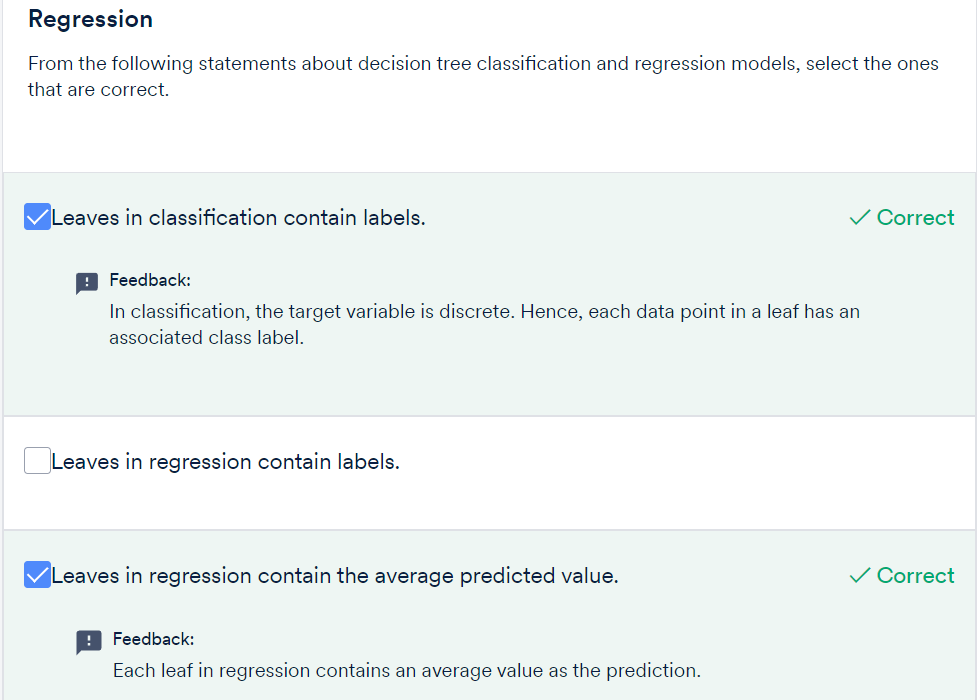 Regression
From the following statements about decision tree classification and regression models, select the ones
that are correct.
Leaves in classification contain labels.
Correct
Feedback:
In classification, the target variable is discrete. Hence, each data point in a leaf has an
associated class label.
Leaves in regression contain labels.
Leaves in regression contain the average predicted value.
Correct
Feedback:
Each leaf in regression contains an average value as the prediction.